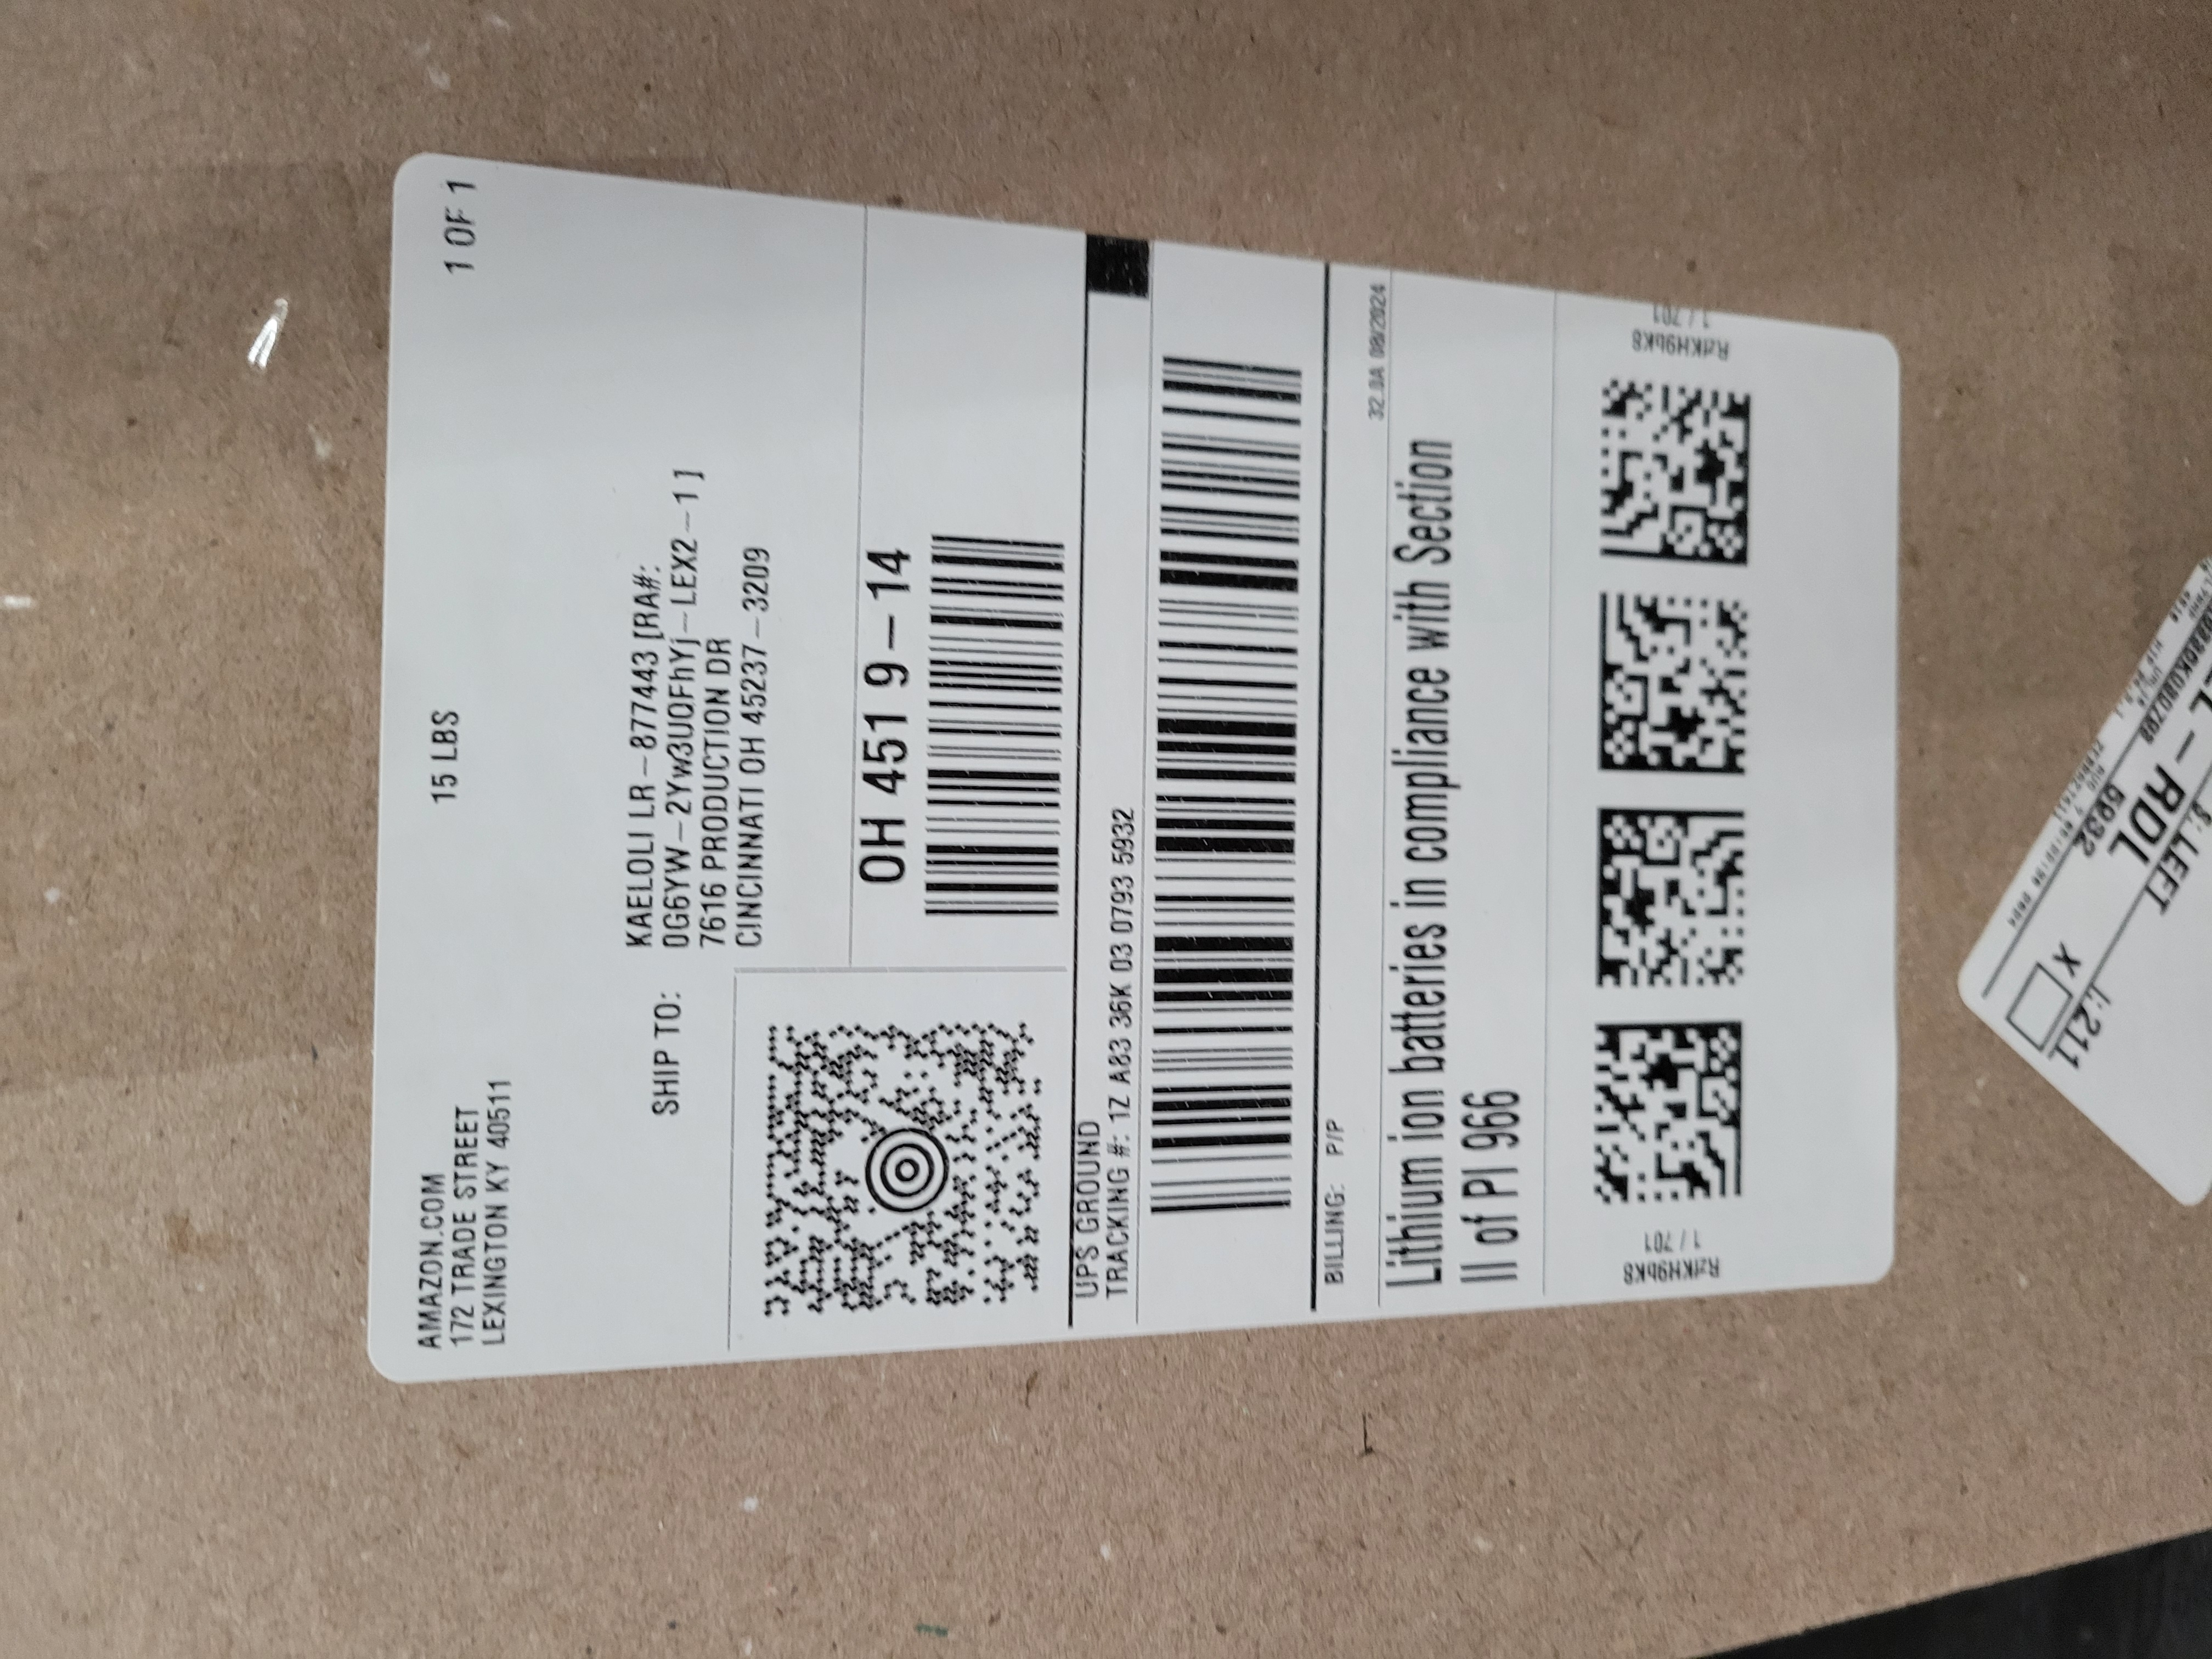 AMAZON.COM
172 TRADE STREET
LEXINGTON KY 40511
15 LBS
1 OF 1
SHIP TO:
KAELOLI LR-877443 [RA#:
0G6YW-2Yw3UOFhYj-LEX2-1]
7616 PRODUCTION DR
CINCINNATI OH 45237-3209
OH 451 9-14
UPS GROUND
TRACKING #: 1Z A83 36K 03 0793 5932
BILLING: P/P
32.0A 08/2024
Lithium ion batteries in compliance with Section
II of PI 966
1 / 701
1 / 701
RDL
5932
S: LEFT
I: 211
X